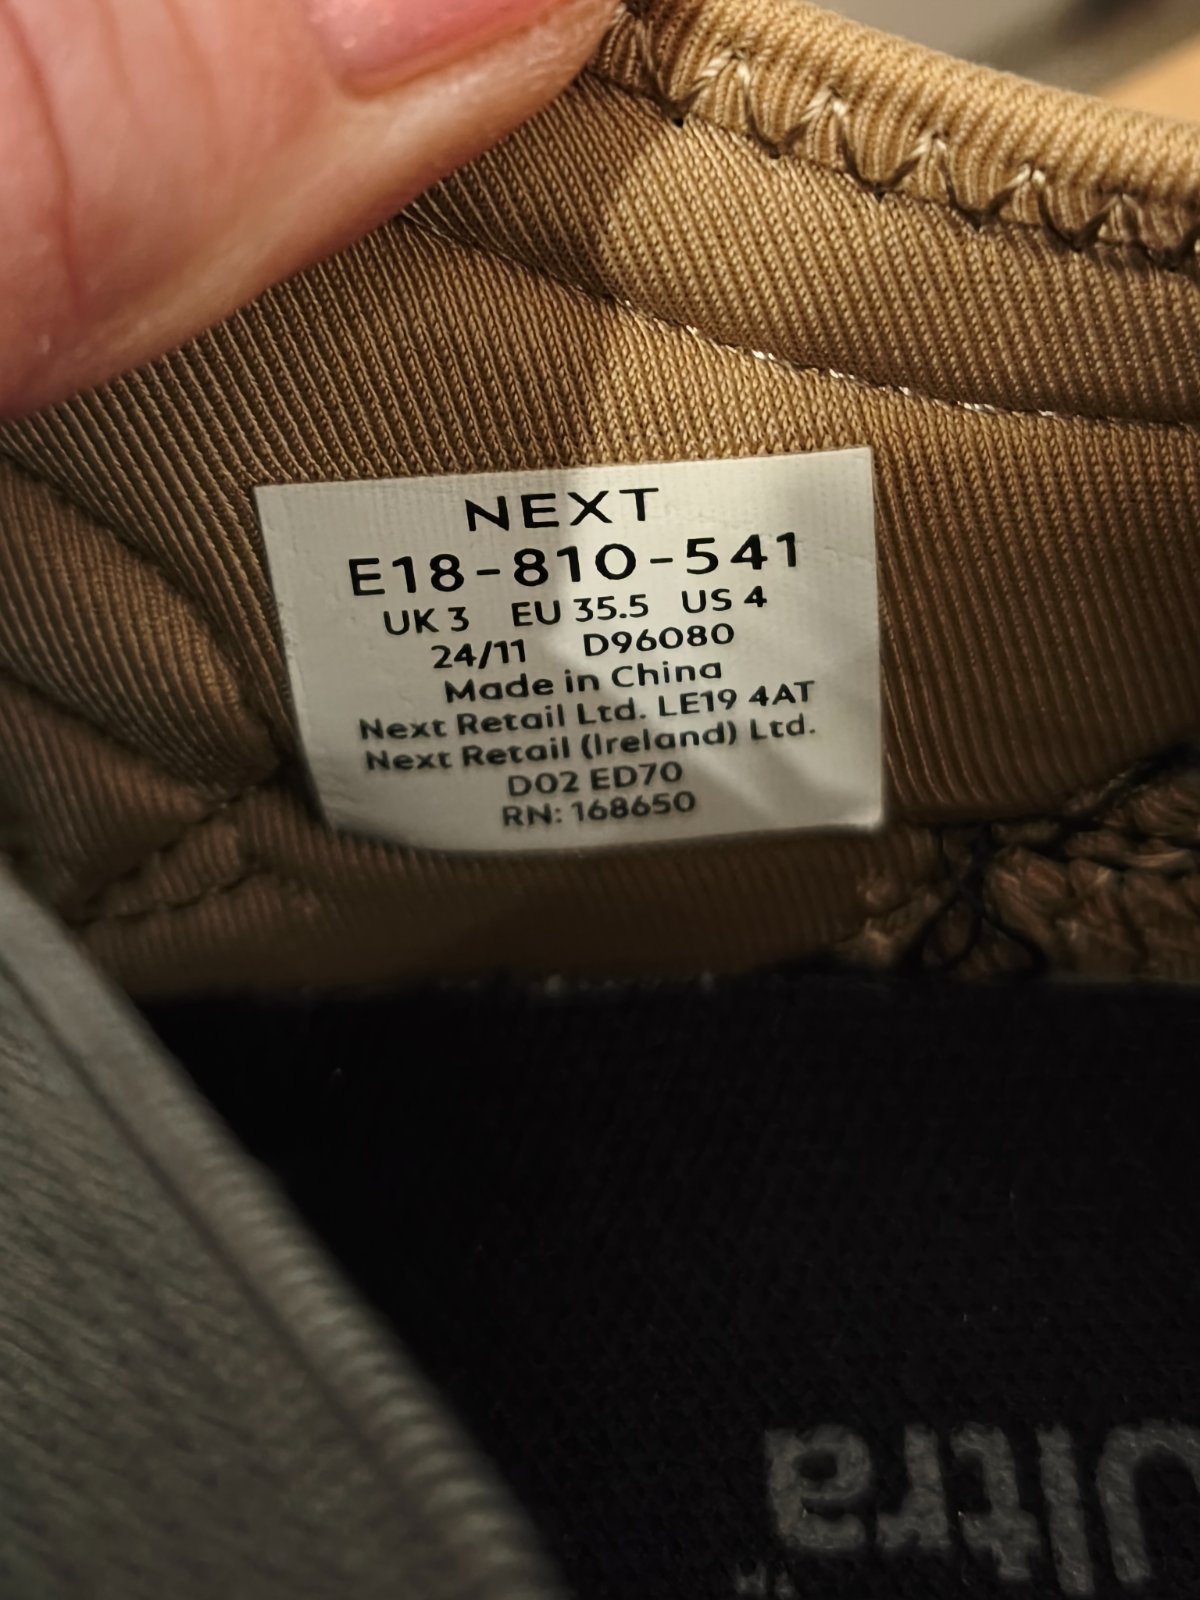 NEXT
E18-810-541
UK 3 EU 35.5 US 4
24/11 D96080
Made in China
Next Retail Ltd. LE19 4AT
Next Retail (Ireland) Ltd.
D02 ED70
RN: 168650
Ultra